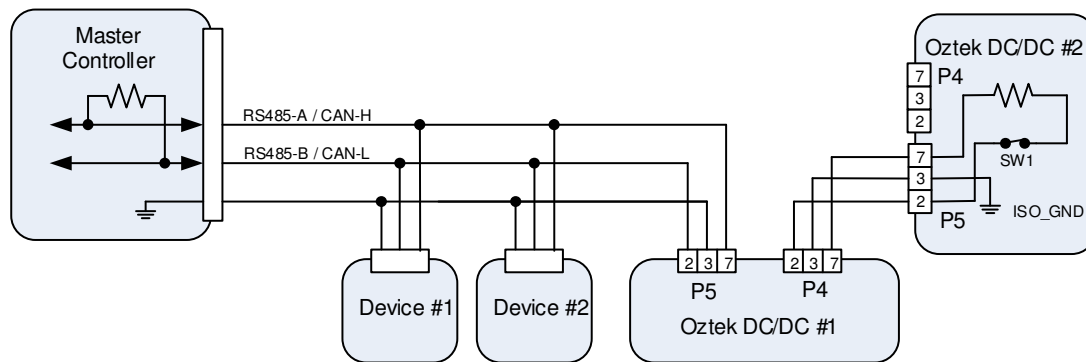 Master
Controller
RS485-A / CAN-H
RS485-B / CAN-L
Device #1
Device #2
2 3 7
P5
2 3 7
P4
Oztek DC/DC #1
Oztek DC/DC #2
P4
7
3
2
7
3
2
P5
SW1
ISO_GND